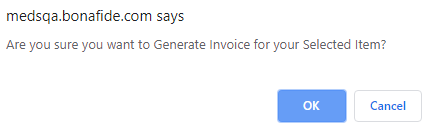 medsqa.bonafide.com says
Are you sure you want to Generate Invoice for your Selected Item?
OK
Cancel